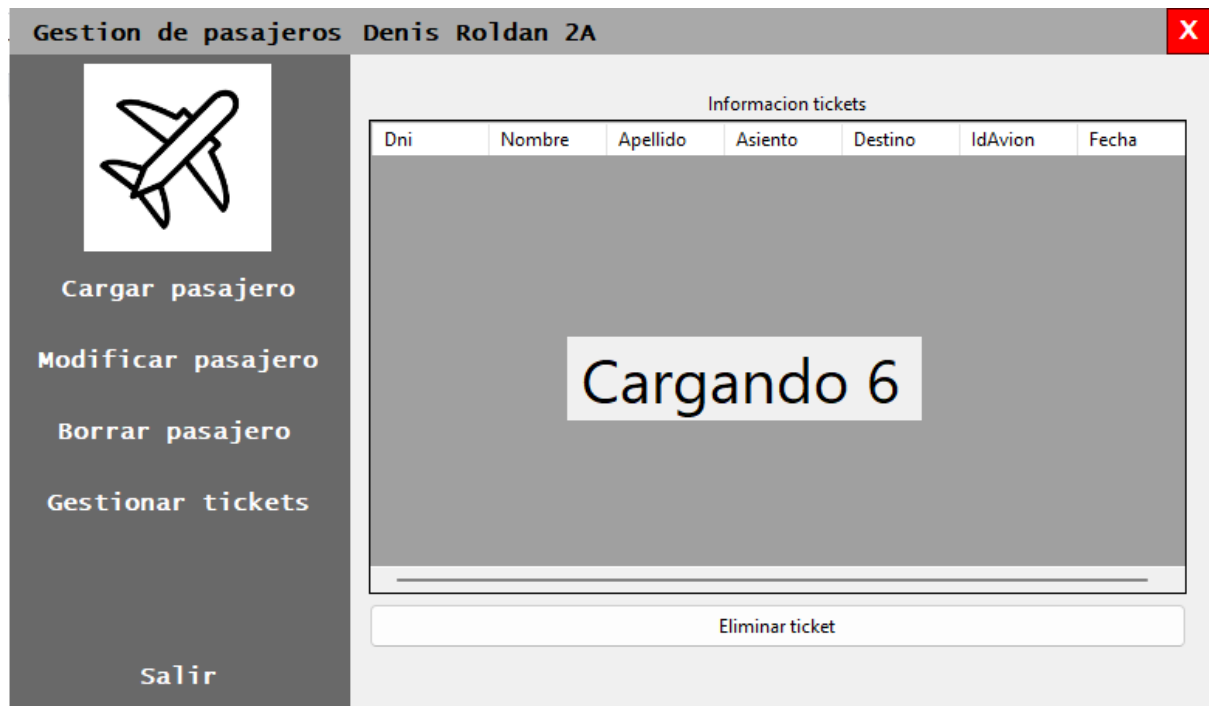 Gestion de pasajeros Denis Roldan 2A
X
Cargar pasajero
Modificar pasajero
Borrar pasajero
Gestionar tickets
Salir
Informacion tickets
Dni Nombre Apellido Asiento Destino IdAvion Fecha
Cargando 6
Eliminar ticket